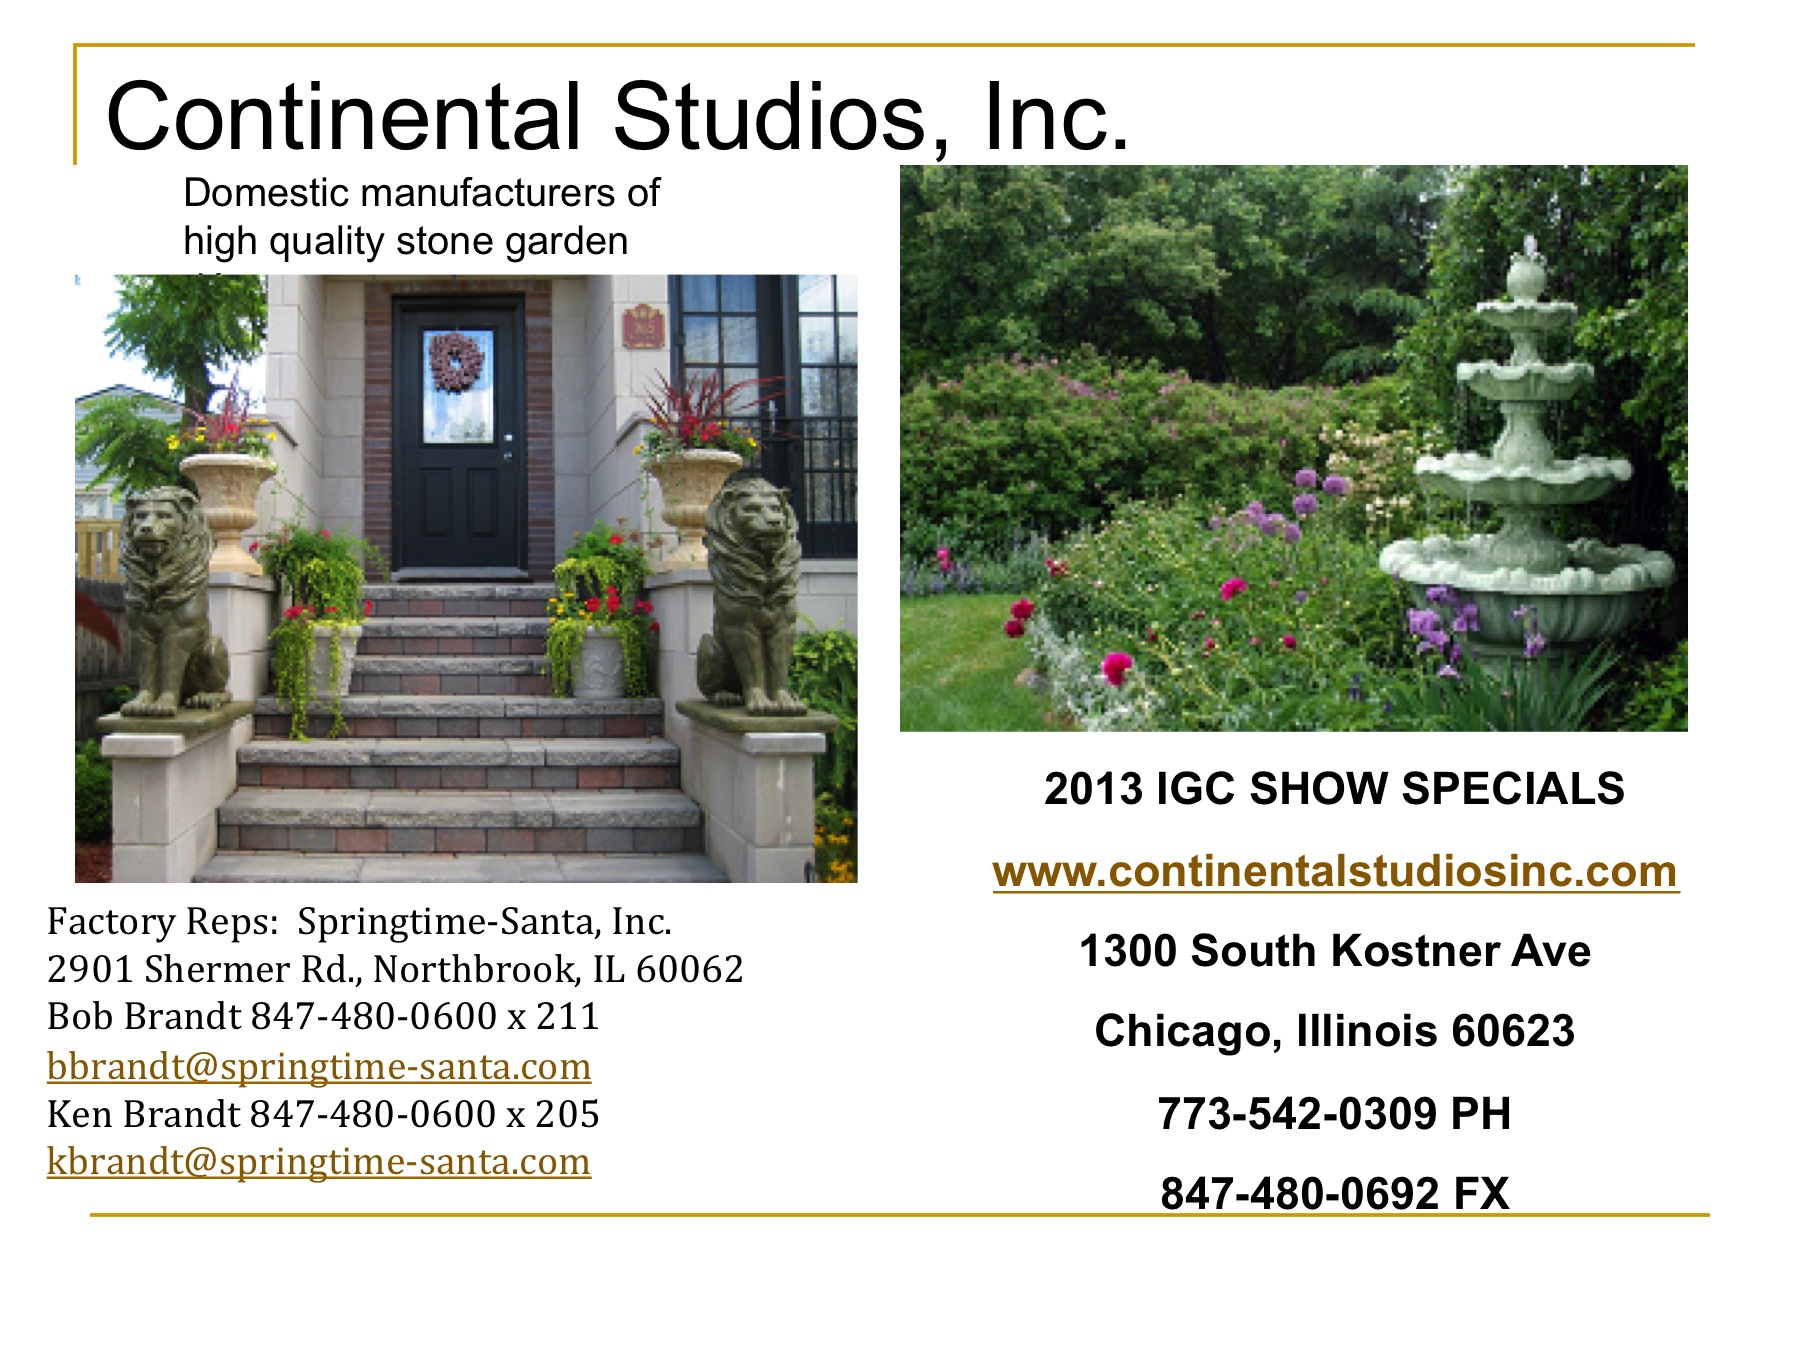 Continental Studios, Inc.
Domestic manufacturers of
high quality stone garden
2013 IGC SHOW SPECIALS
www.continentalstudiosinc.com
1300 South Kostner Ave
Chicago, Illinois 60623
773-542-0309 PH
847-480-0692 FX
Factory Reps:  Springtime-Santa, Inc.
2901 Shermer Rd., Northbrook, IL 60062
Bob Brandt 847-480-0600 x 211
bbrandt@springtime-santa.com
Ken Brandt 847-480-0600 x 205
kbrandt@springtime-santa.com